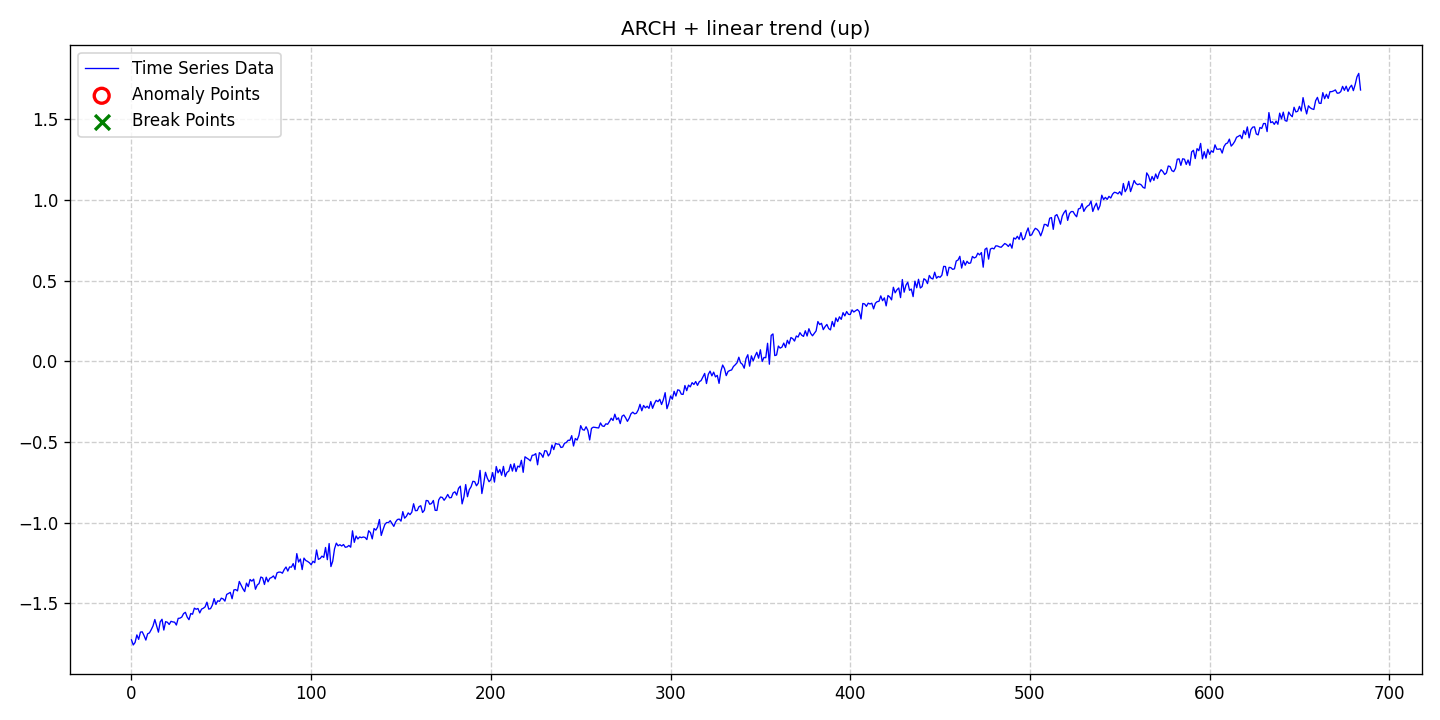 ARCH + linear trend (up)
Time Series Data
Anomaly Points
Break Points
1.5
1.0
0.5
0.0
−0.5
−1.0
−1.5
0 100 200 300 400 500 600 700